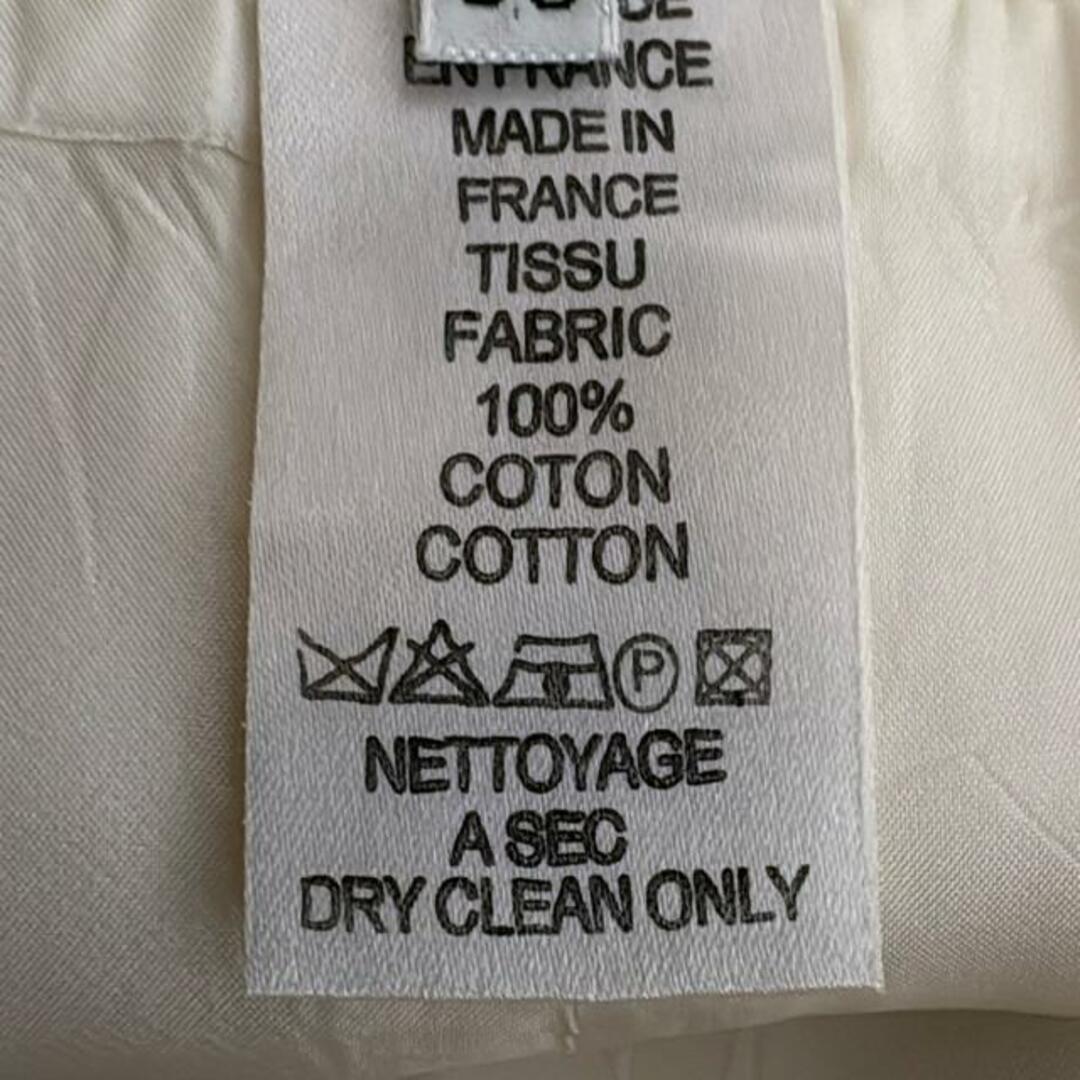 EN FRANCE
MADE IN
FRANCE
TISSU
FABRIC
100%
COTON
COTTON
P
NETTOYAGE
A SEC
DRY CLEAN ONLY